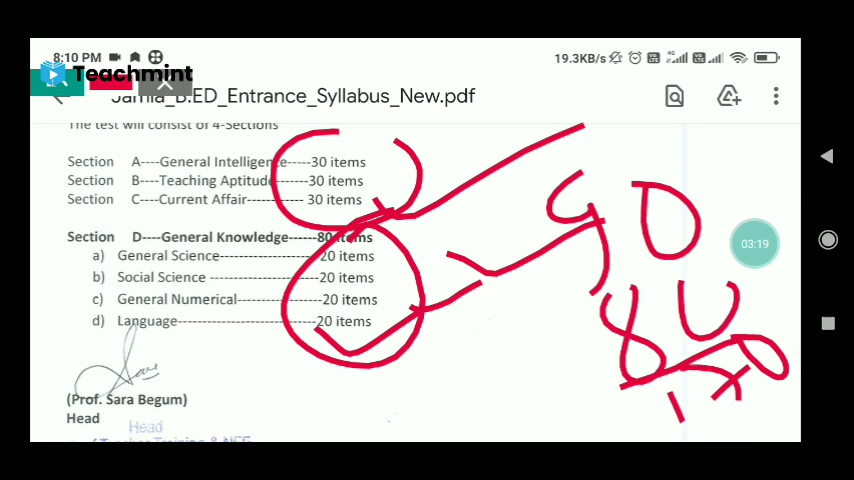 8:10 PM
19.3KB/s
Teachmint
Jamia_B.ED_Entrance_Syllabus_New.pdf
The test will consist of 4-Sections
Section A----General Intelligence-----30 items
Section B----Teaching Aptitude-------30 items
Section C----Current Affair------------ 30 items
Section D---General Knowledge------80 items
a) General Science--------------------20 items
b) Social Science ---------------------20 items
c) General Numerical----------------20 items
d) Language---------------------------20 items
(Prof. Sara Begum)
Head
Head
90
80
170
03:19